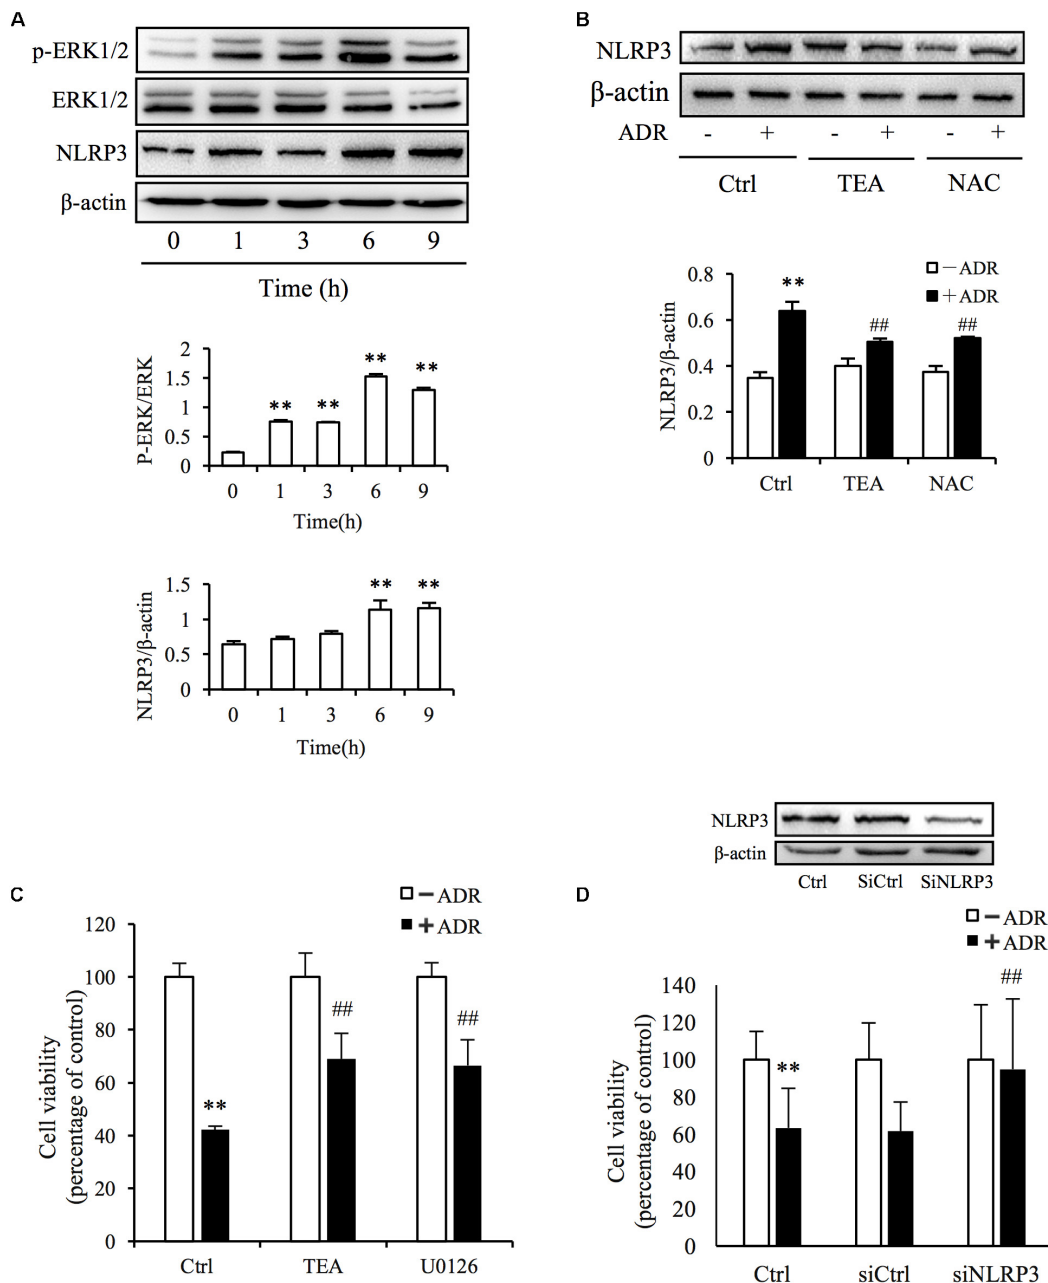 A
p-ERK1/2
ERK1/2
NLRP3
β-actin
0 1 3 6 9
Time (h)
P-ERK/ERK
2
1.5
1
0.5
0
** ** ** **
0 1 3 6 9
Time(h)
NLRP3/β-actin
1.5
1
0.5
0
** **
0 1 3 6 9
Time(h)
B
NLRP3
β-actin
ADR - + - + - +
Ctrl TEA NAC
－ADR
＋ADR
NLRP3/β-actin
0.8
0.6
0.4
0.2
0
** ## ##
Ctrl TEA NAC
C
－ADR
＋ADR
Cell viability
(percentage of control)
120
100
80
60
40
20
0
** ## ##
Ctrl TEA U0126
NLRP3
β-actin
Ctrl SiCtrl SiNLRP3
D
－ADR
＋ADR
Cell viability
(percentage of control)
140
120
100
80
60
40
20
0
** ##
Ctrl siCtrl siNLRP3